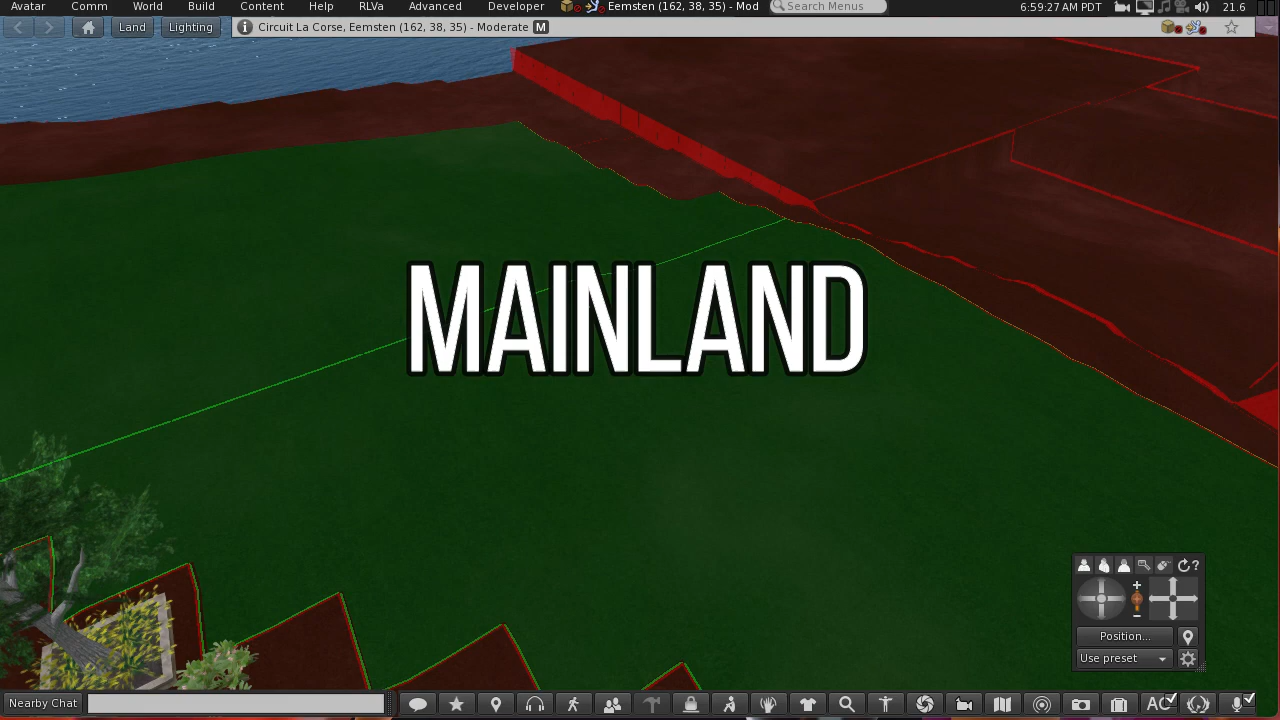 Avatar Comm World Build Content Help RLVa Advanced Developer Eemsten (162, 38, 35) - Mod Search Menus 6:59:27 AM PDT 21.6
Land Lighting Circuit La Corse, Eemsten (162, 38, 35) - Moderate M
MAINLAND
?
Position...
Use preset
Nearby Chat AO